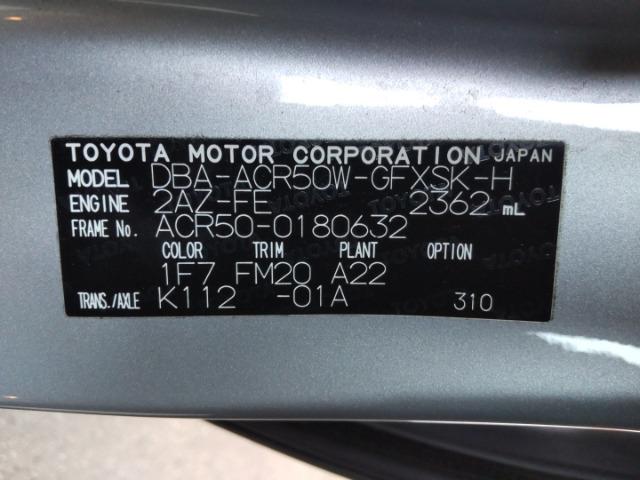 TOYOTA MOTOR CORPORATION JAPAN
MODEL DBA-ACR50W-GFXSK-H
ENGINE 2AZ-FE 2362 mL
FRAME No. ACR50-0180632
COLOR TRIM PLANT OPTION
1F7 FM20 A22
TRANS./AXLE K112 -01A 310